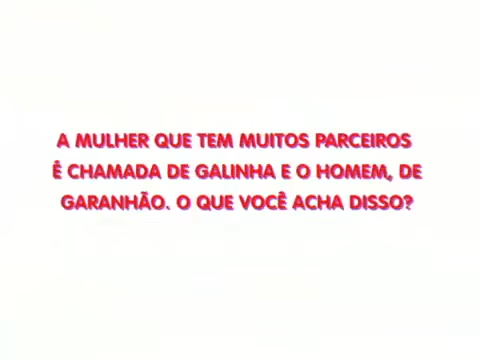 A MULHER QUE TEM MUITOS PARCEIROS
É CHAMADA DE GALINHA E O HOMEM, DE
GARANHÃO. O QUE VOCÊ ACHA DISSO?